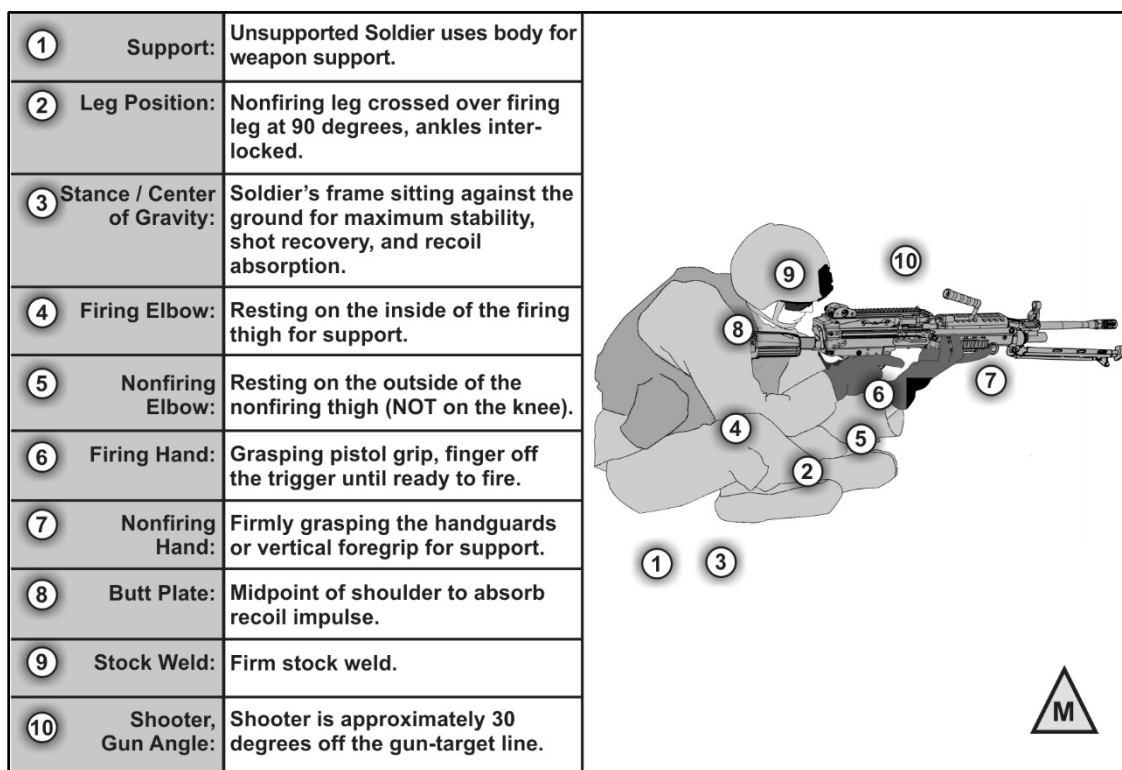 1 Support: Unsupported Soldier uses body for
weapon support.
2 Leg Position: Nonfiring leg crossed over firing
leg at 90 degrees, ankles inter-
locked.
3 Stance / Center
of Gravity: Soldier’s frame sitting against the
ground for maximum stability,
shot recovery, and recoil
absorption.
4 Firing Elbow: Resting on the inside of the firing
thigh for support.
5 Nonfiring
Elbow: Resting on the outside of the
nonfiring thigh (NOT on the knee).
6 Firing Hand: Grasping pistol grip, finger off
the trigger until ready to fire.
7 Nonfiring
Hand: Firmly grasping the handguards
or vertical foregrip for support.
8 Butt Plate: Midpoint of shoulder to absorb
recoil impulse.
9 Stock Weld: Firm stock weld.
10 Shooter,
Gun Angle: Shooter is approximately 30
degrees off the gun-target line.
9
10
8
7
6
4
5
2
1
3
M